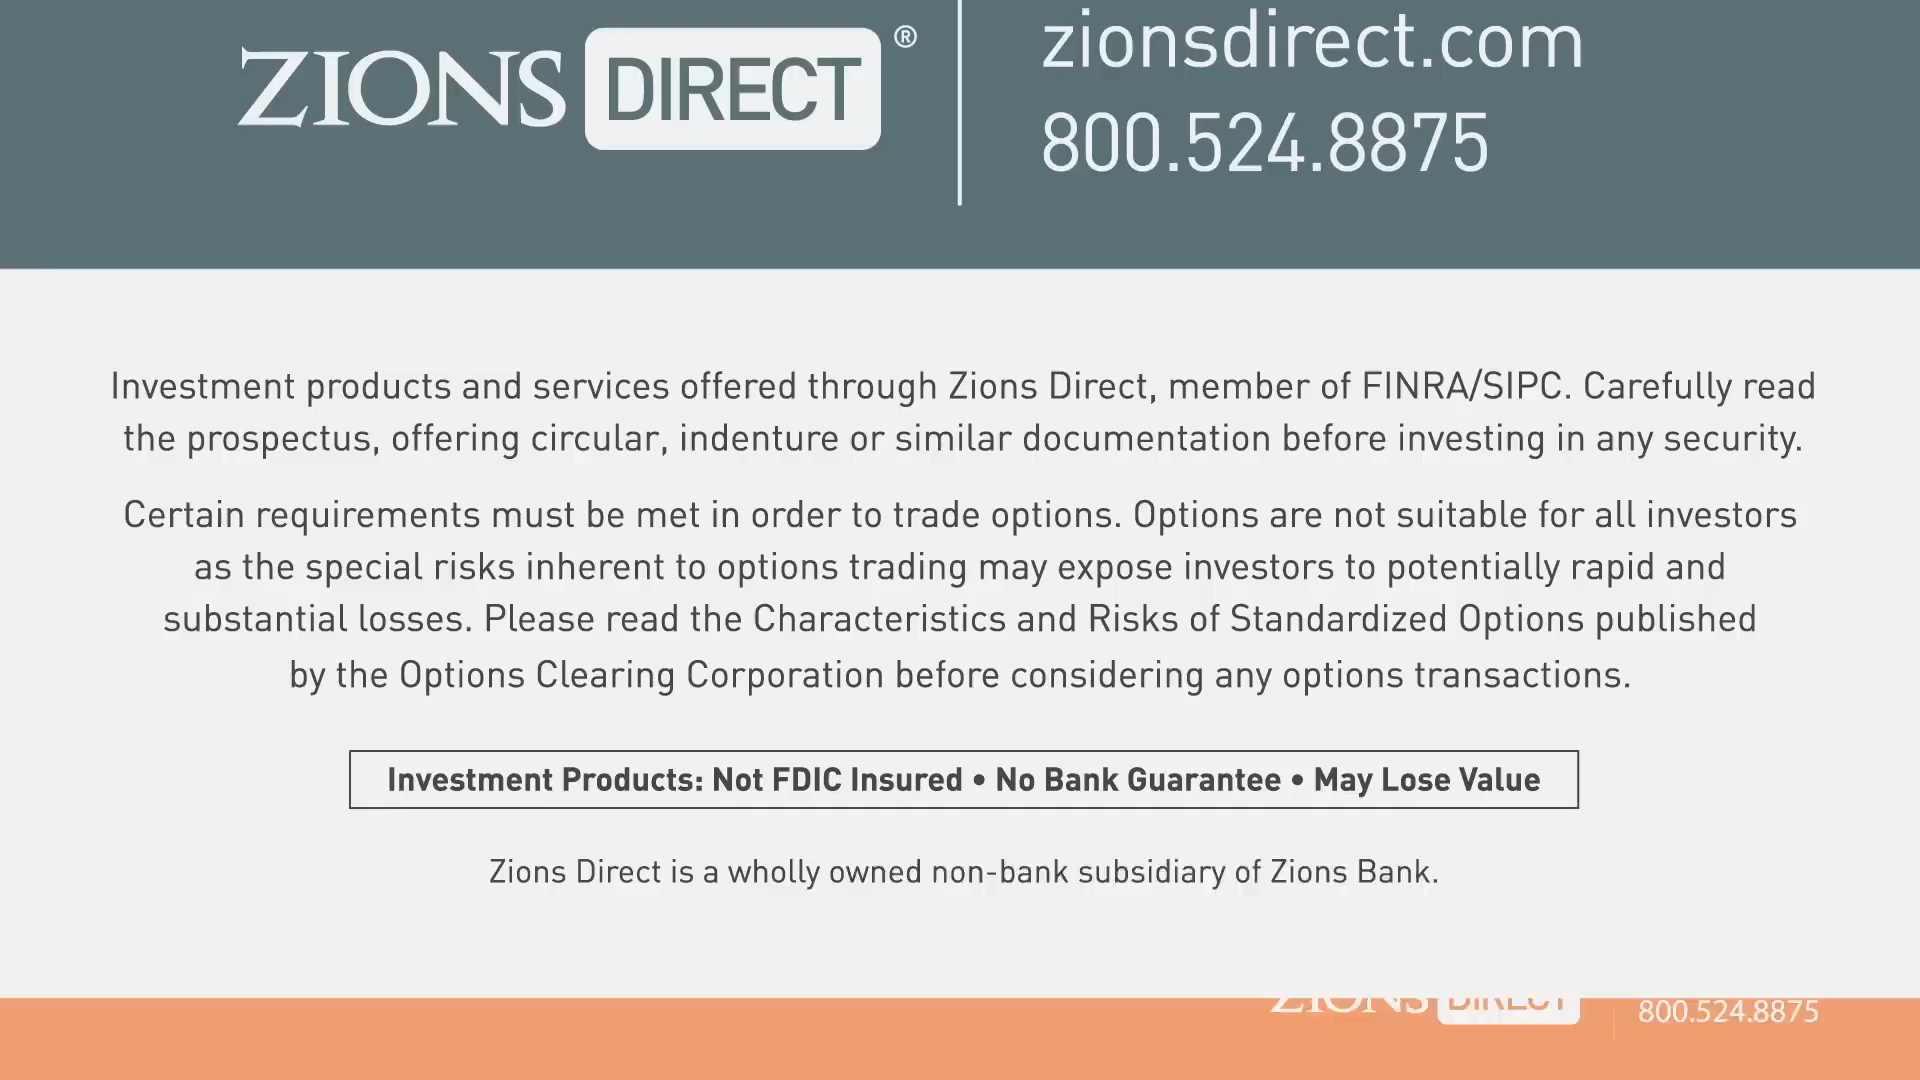 ZIONS DIRECT®
zionsdirect.com
800.524.8875
Investment products and services offered through Zions Direct, member of FINRA/SIPC. Carefully read
the prospectus, offering circular, indenture or similar documentation before investing in any security.
Certain requirements must be met in order to trade options. Options are not suitable for all investors
as the special risks inherent to options trading may expose investors to potentially rapid and
substantial losses. Please read the Characteristics and Risks of Standardized Options published
by the Options Clearing Corporation before considering any options transactions.
Investment Products: Not FDIC Insured • No Bank Guarantee • May Lose Value
Zions Direct is a wholly owned non-bank subsidiary of Zions Bank.
ZIONS DIRECT
800.524.8875